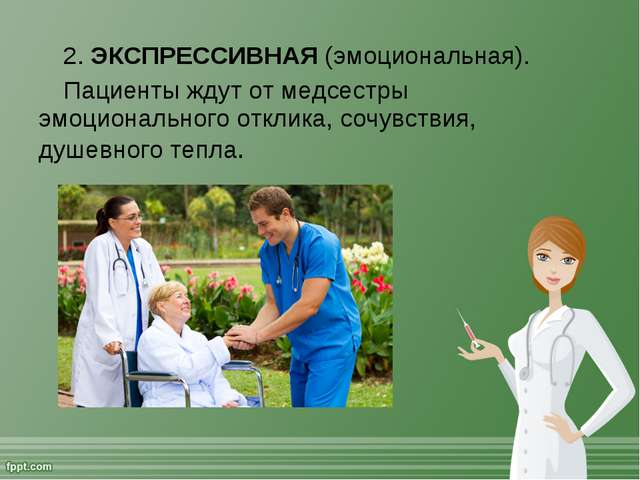 2. ЭКСПРЕССИВНАЯ (эмоциональная).
Пациенты ждут от медсестры
эмоционального отклика, сочувствия,
душевного тепла.
fppt.com